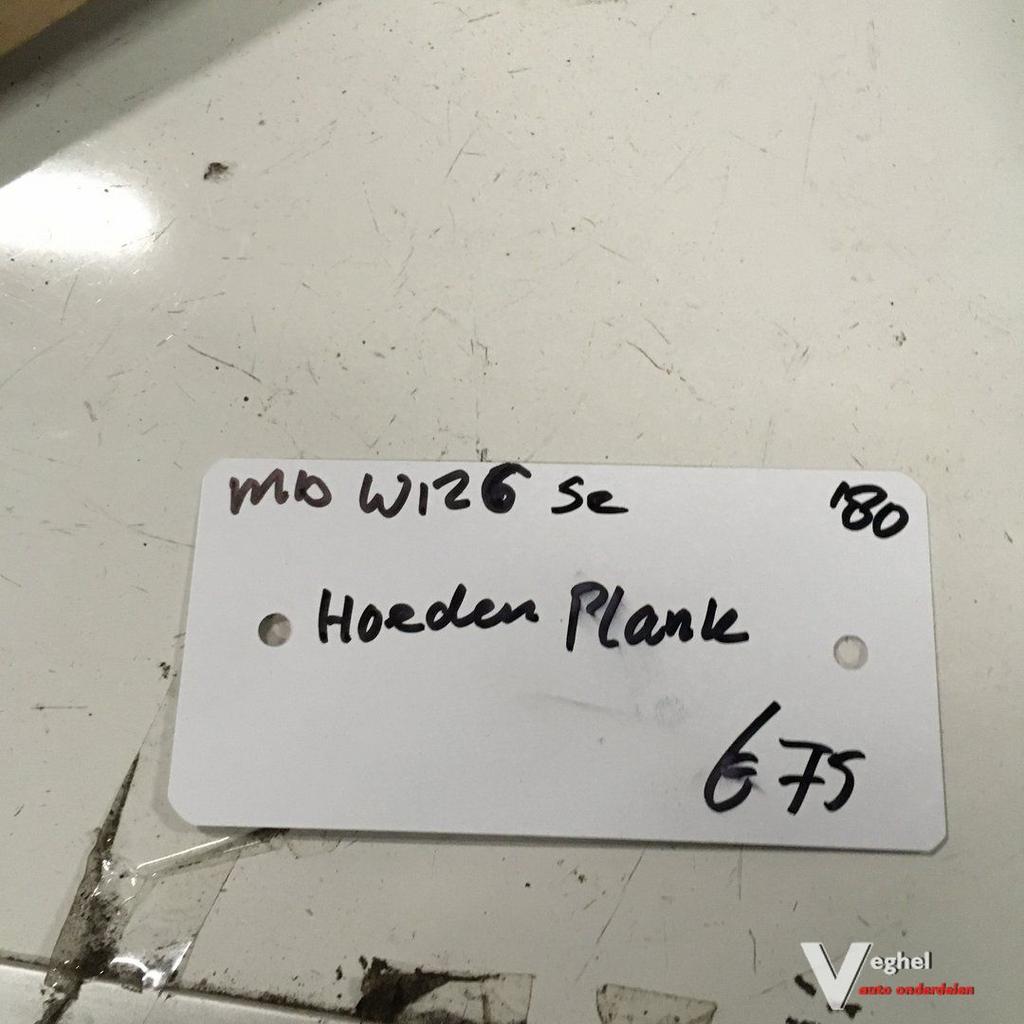 MB W126 Se '80
Hoeden Plank
€75
Veghel
auto onderdelen